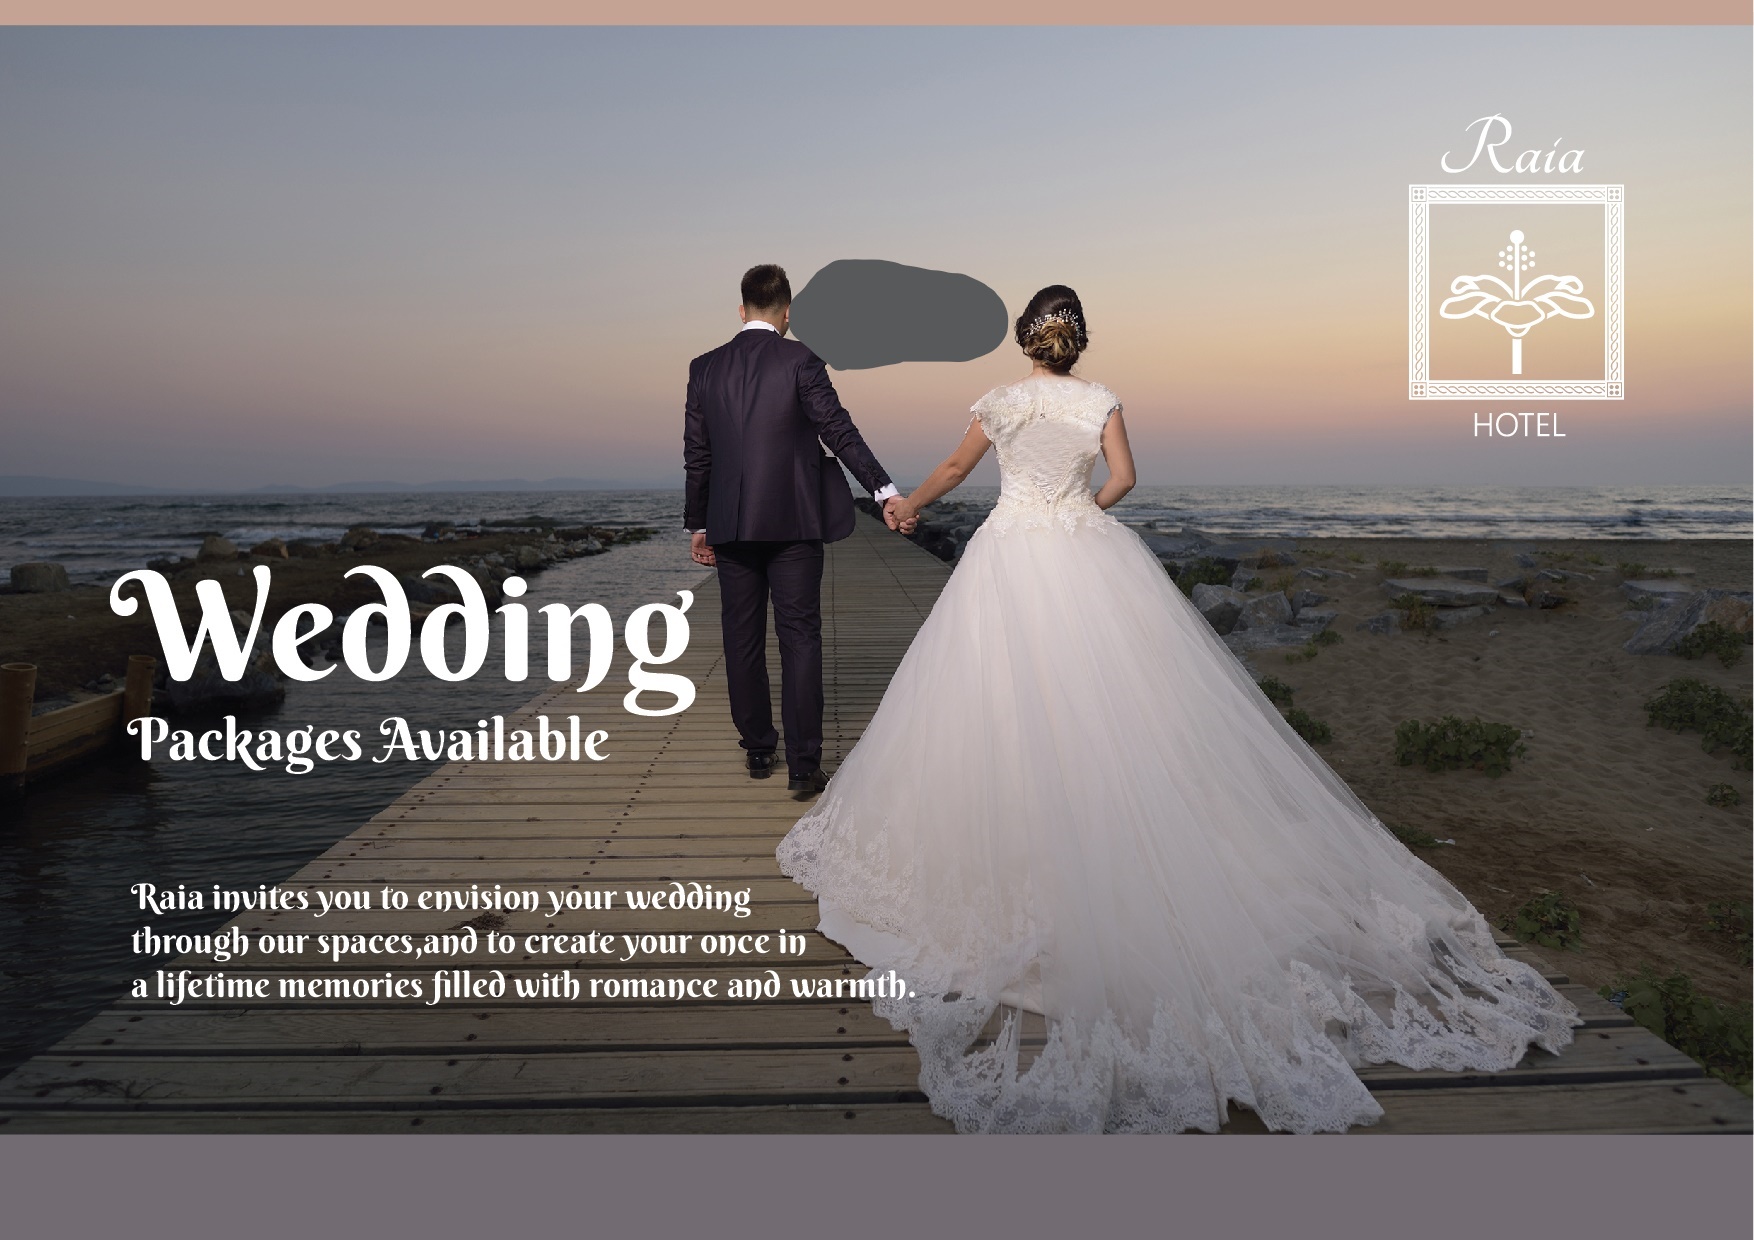 Raia
HOTEL
Wedding
Packages Available
Raia invites you to envision your wedding
through our spaces,and to create your once in
a lifetime memories filled with romance and warmth.